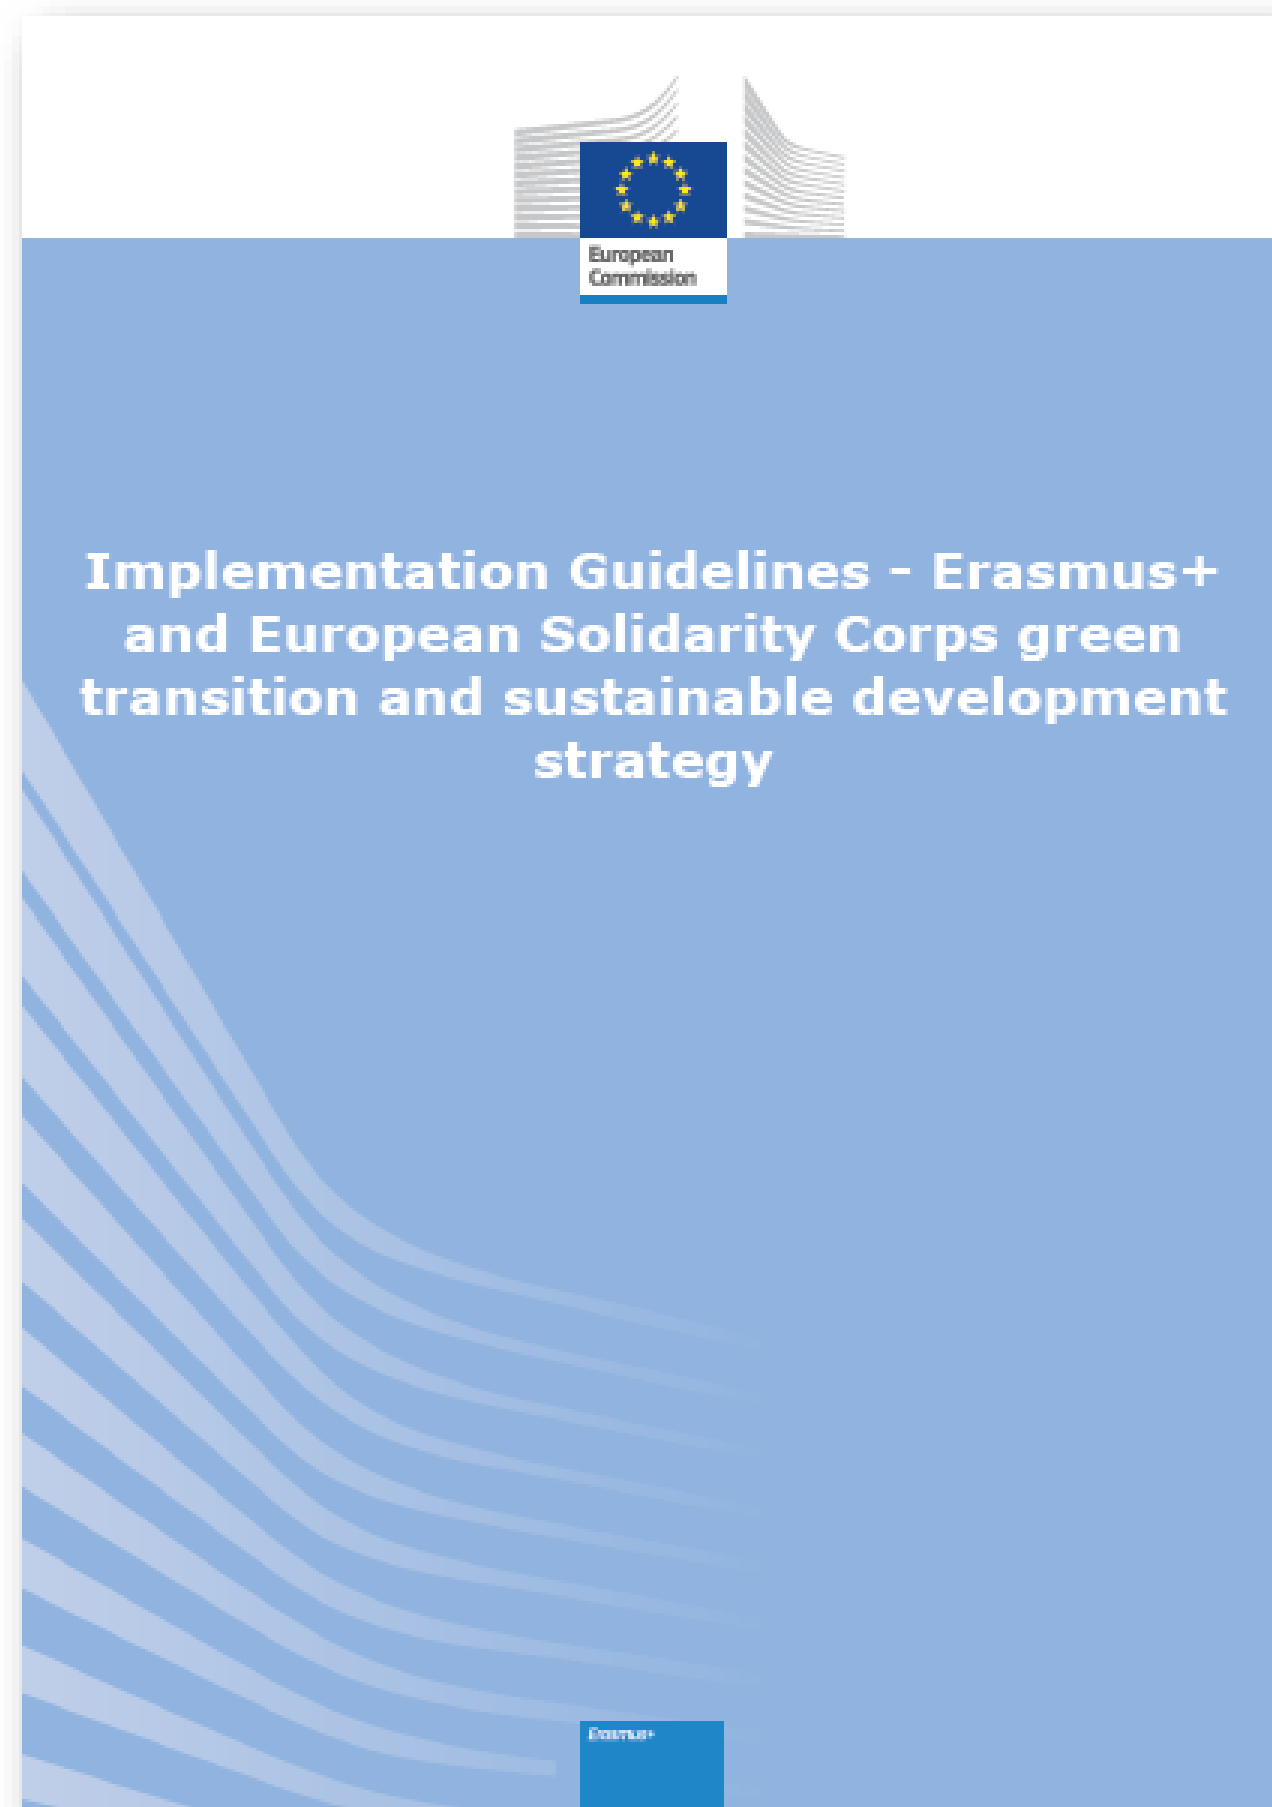 European
Commission
Implementation Guidelines - Erasmus+
and European Solidarity Corps green
transition and sustainable development
strategy
Erasmus+